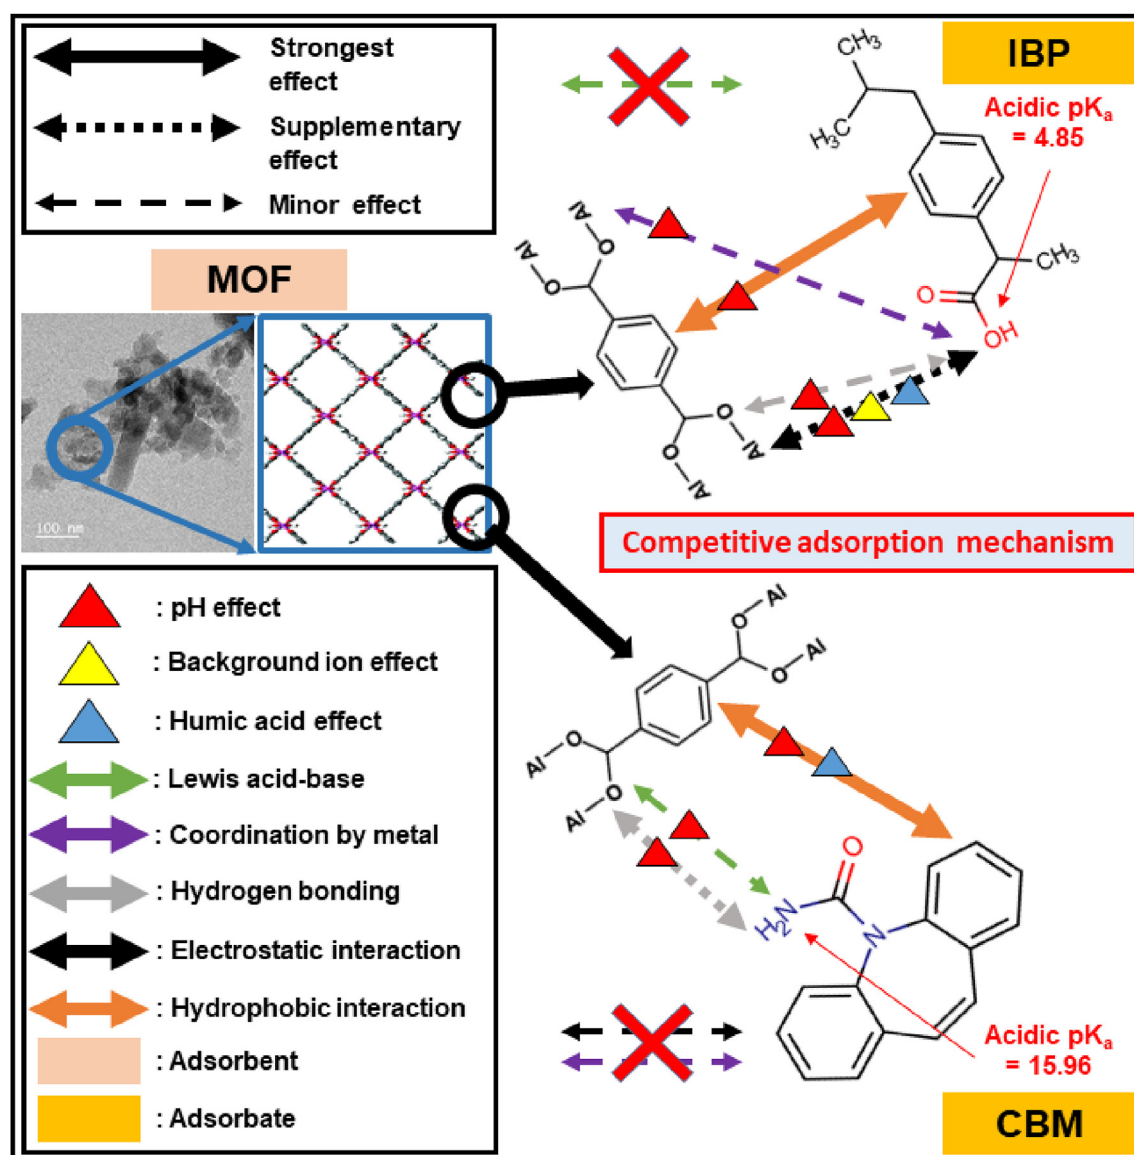 Strongest
effect
Supplementary
effect
Minor effect
IBP
Acidic pKa
= 4.85
CH3
H3C
CH3
O
OH
Al
Al
O
O
O
O
Al
Al
MOF
100 nm
Competitive adsorption mechanism
: pH effect
: Background ion effect
: Humic acid effect
: Lewis acid-base
: Coordination by metal
: Hydrogen bonding
: Electrostatic interaction
: Hydrophobic interaction
: Adsorbent
: Adsorbate
Al
O
O
Al
Al
O
O
Al
O
H2N
N
Acidic pKa
= 15.96
CBM